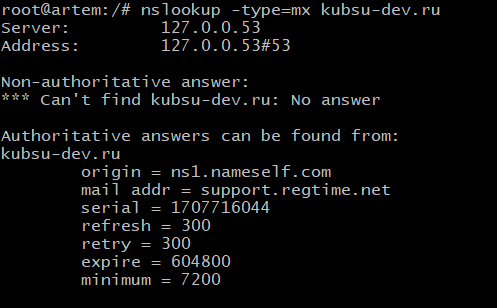 root@artem:/# nslookup -type=mx kubsu-dev.ru
Server:         127.0.0.53
Address:        127.0.0.53#53
Non-authoritative answer:
*** Can't find kubsu-dev.ru: No answer
Authoritative answers can be found from:
kubsu-dev.ru
        origin = ns1.nameself.com
        mail addr = support.regtime.net
        serial = 1707716044
        refresh = 300
        retry = 300
        expire = 604800
        minimum = 7200